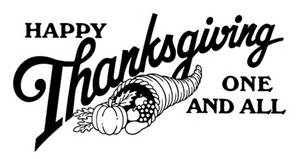 HAPPY
Thanksgiving
ONE
AND ALL